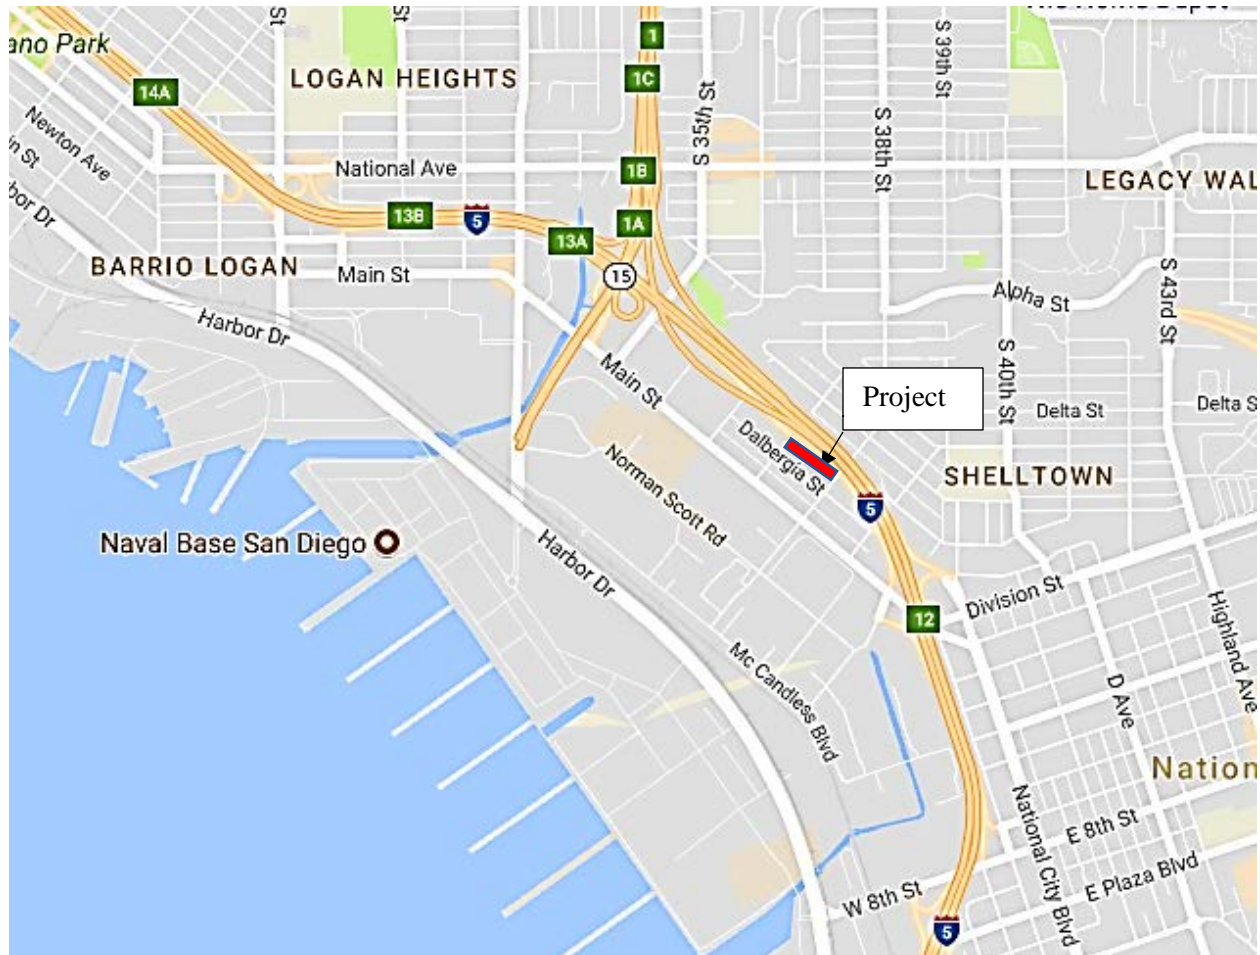 ano Park
LOGAN HEIGHTS
1
1C
14A
S 35th St
S 39th St
S 38th St
Newton Ave
National Ave
1B
LEGACY WAL
in St
bor Dr
13B
5
1A
13A
BARRIO LOGAN
Main St
15
Harbor Dr
Alpha St
S 43rd St
S 40th St
Main St
Project
Delta St
Delta S
Dalbergia St
Norman Scott Rd
SHELLTOWN
5
Naval Base San Diego
Harbor Dr
Division St
12
Highland Ave
Mc Candless Blvd
D Ave
Nation
National City Blvd
E 8th St
E Plaza Blvd
W 8th St
5
St
St